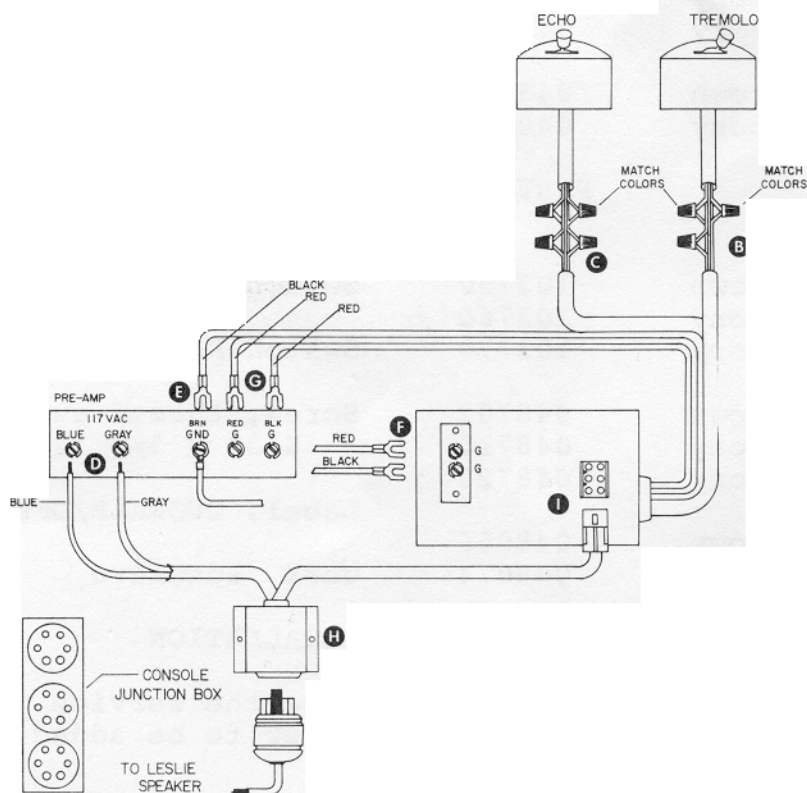 ECHO
TREMOLO
MATCH
COLORS
MATCH
COLORS
B
C
BLACK
RED
RED
E
G
PRE-AMP
117 VAC
BLUE
GRAY
BRN
GND
RED
G
BLK
G
D
F
RED
BLACK
G
G
I
BLUE
GRAY
H
CONSOLE
JUNCTION BOX
TO LESLIE
SPEAKER